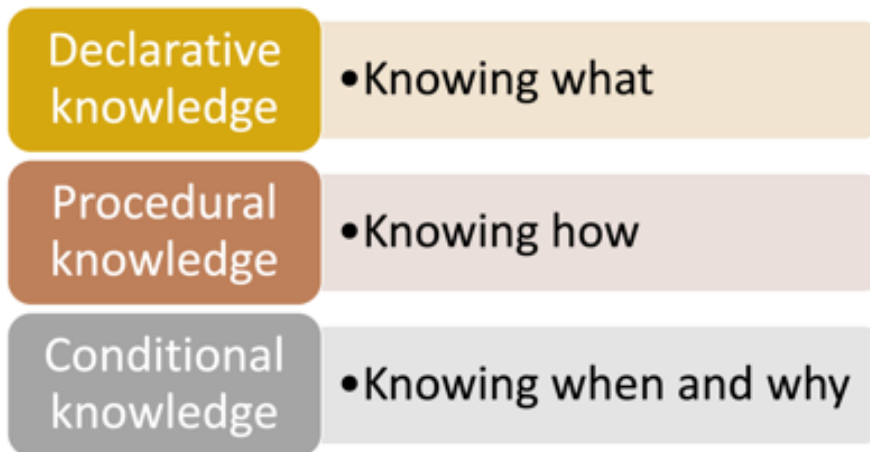 Declarative
knowledge
•Knowing what
Procedural
knowledge
•Knowing how
Conditional
knowledge
•Knowing when and why